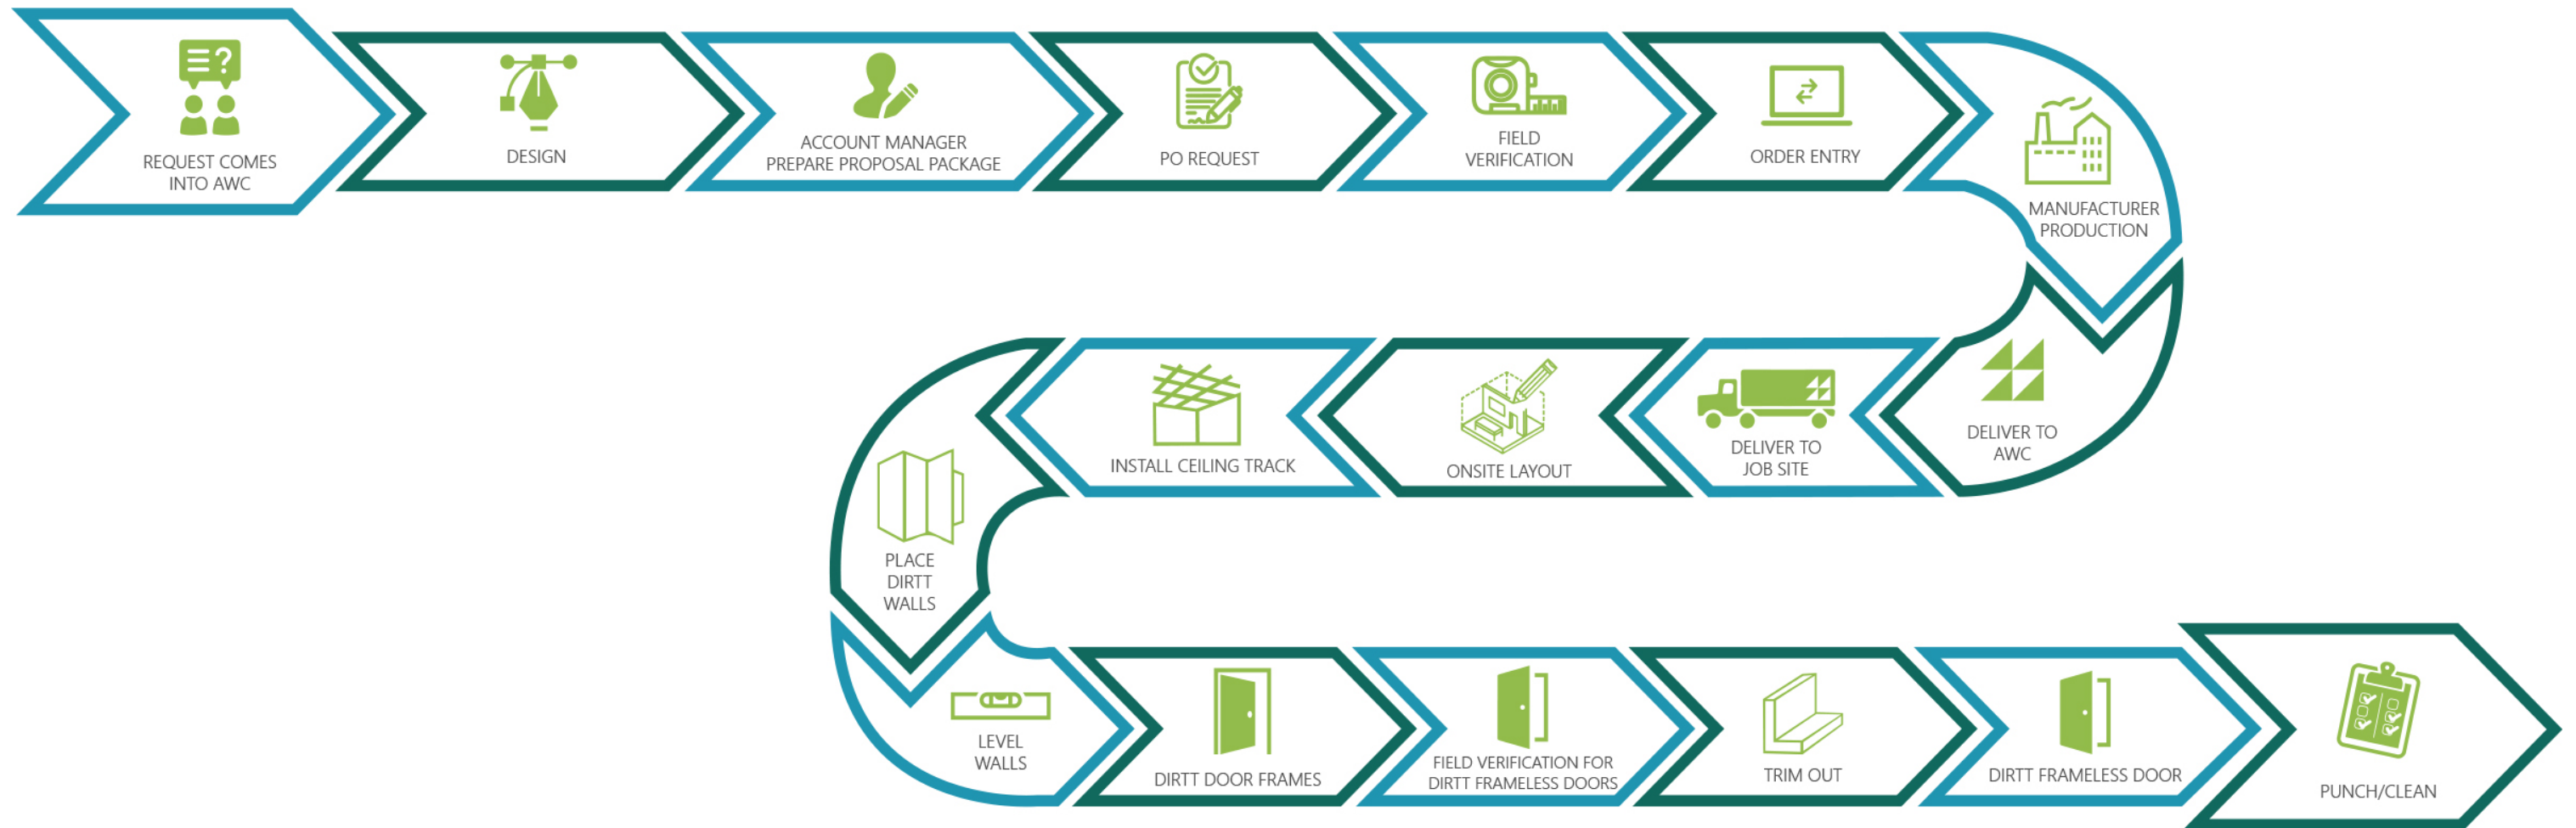 REQUEST COMES
INTO AWC
DESIGN
ACCOUNT MANAGER
PREPARE PROPOSAL PACKAGE
PO REQUEST
FIELD
VERIFICATION
ORDER ENTRY
MANUFACTURER
PRODUCTION
DELIVER TO
AWC
DELIVER TO
JOB SITE
ONSITE LAYOUT
INSTALL CEILING TRACK
PLACE
DIRTT
WALLS
LEVEL
WALLS
DIRTT DOOR FRAMES
FIELD VERIFICATION FOR
DIRTT FRAMELESS DOORS
TRIM OUT
DIRTT FRAMELESS DOOR
PUNCH/CLEAN